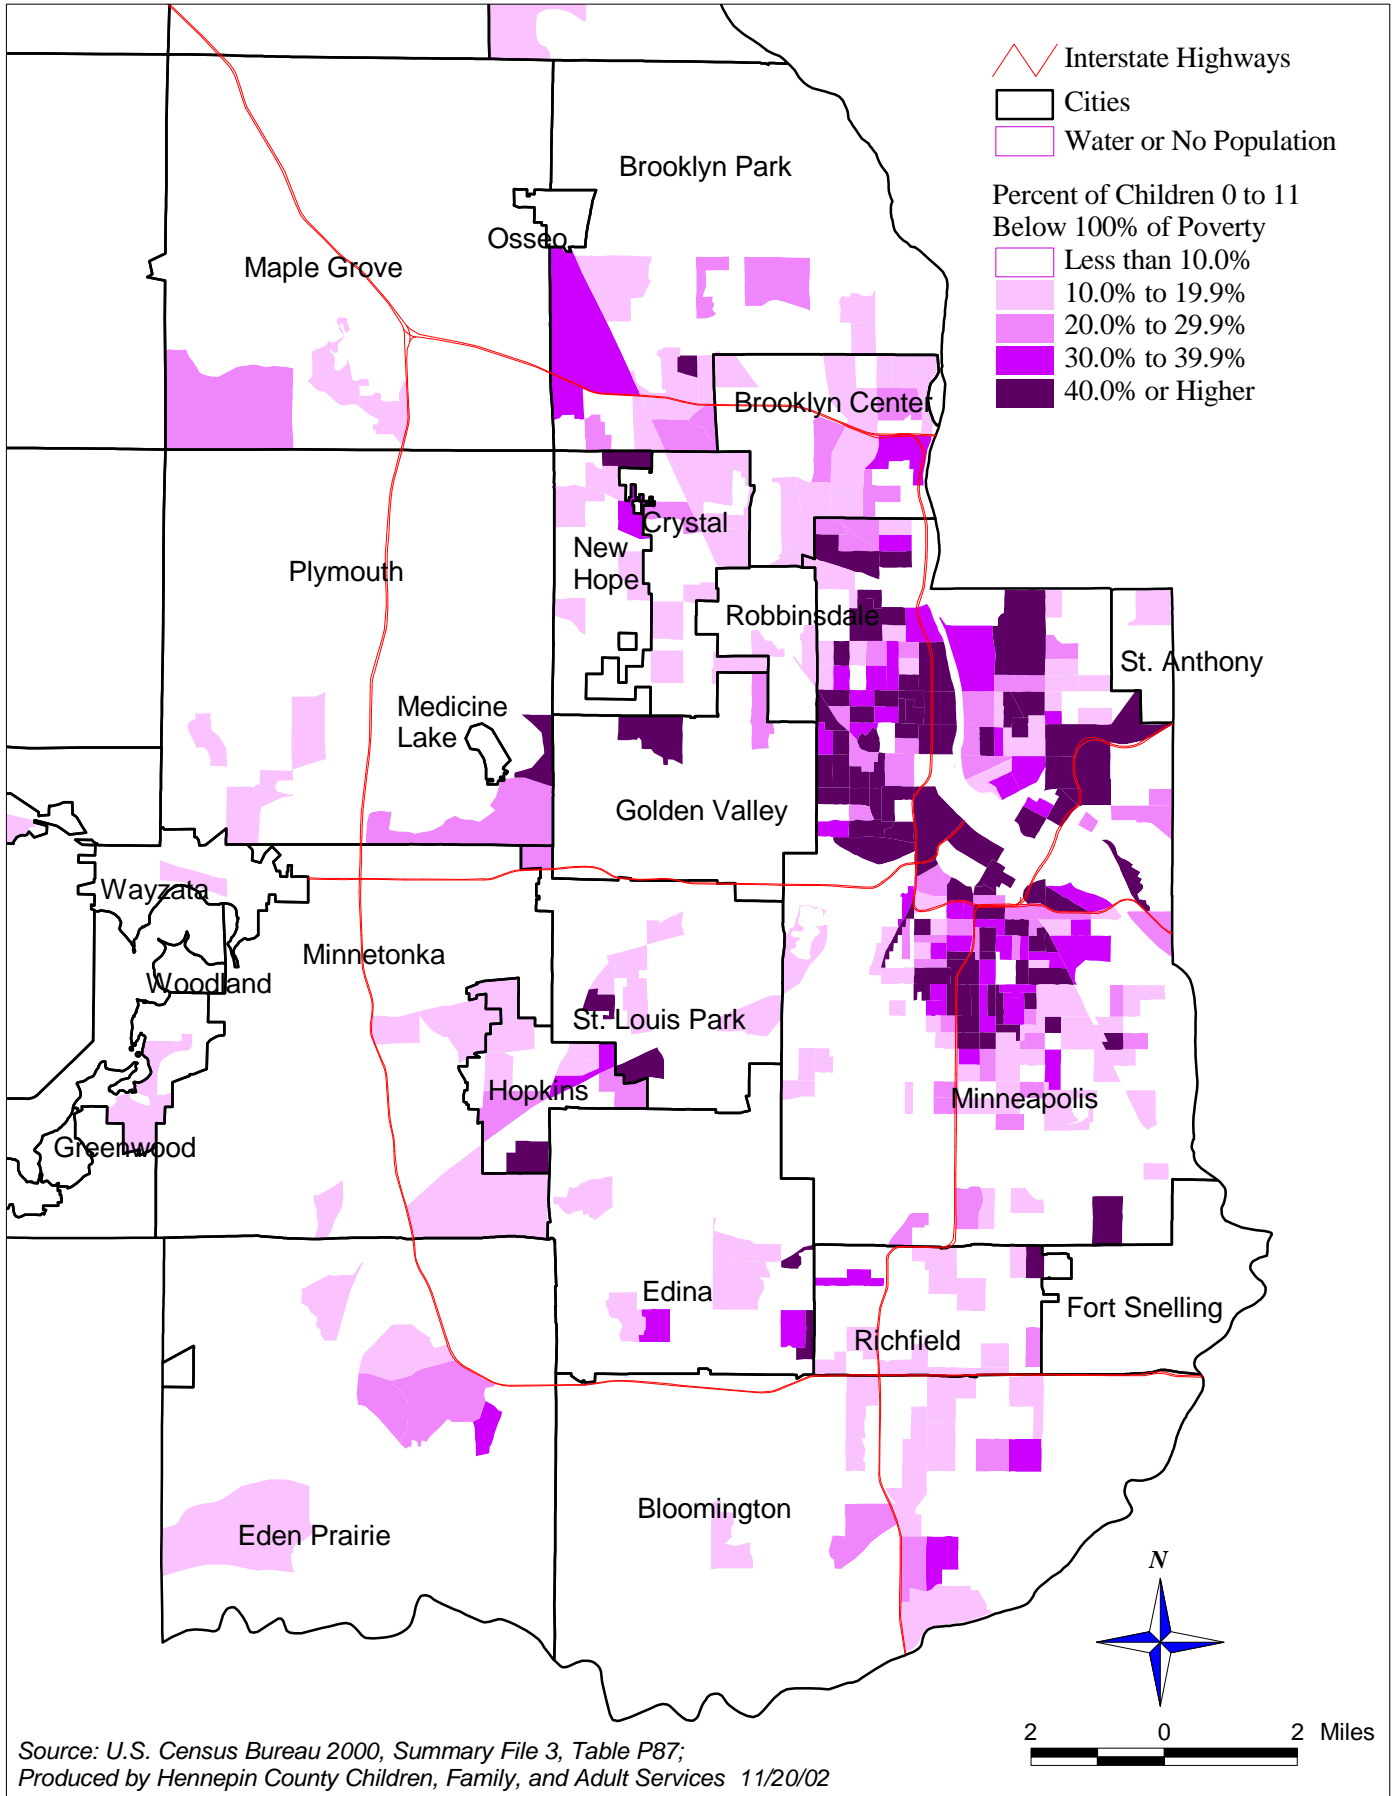 Interstate Highways
Cities
Water or No Population
Percent of Children 0 to 11
Below 100% of Poverty
Less than 10.0%
10.0% to 19.9%
20.0% to 29.9%
30.0% to 39.9%
40.0% or Higher
Brooklyn Park
Osseo
Maple Grove
Brooklyn Center
Crystal
New
Hope
Plymouth
Robbinsdale
St. Anthony
Medicine
Lake
Golden Valley
Wayzata
Minnetonka
Woodland
St. Louis Park
Hopkins
Minneapolis
Greenwood
Edina
Fort Snelling
Richfield
Bloomington
Eden Prairie
N
2 0 2 Miles
Source: U.S. Census Bureau 2000, Summary File 3, Table P87;
Produced by Hennepin County Children, Family, and Adult Services 11/20/02